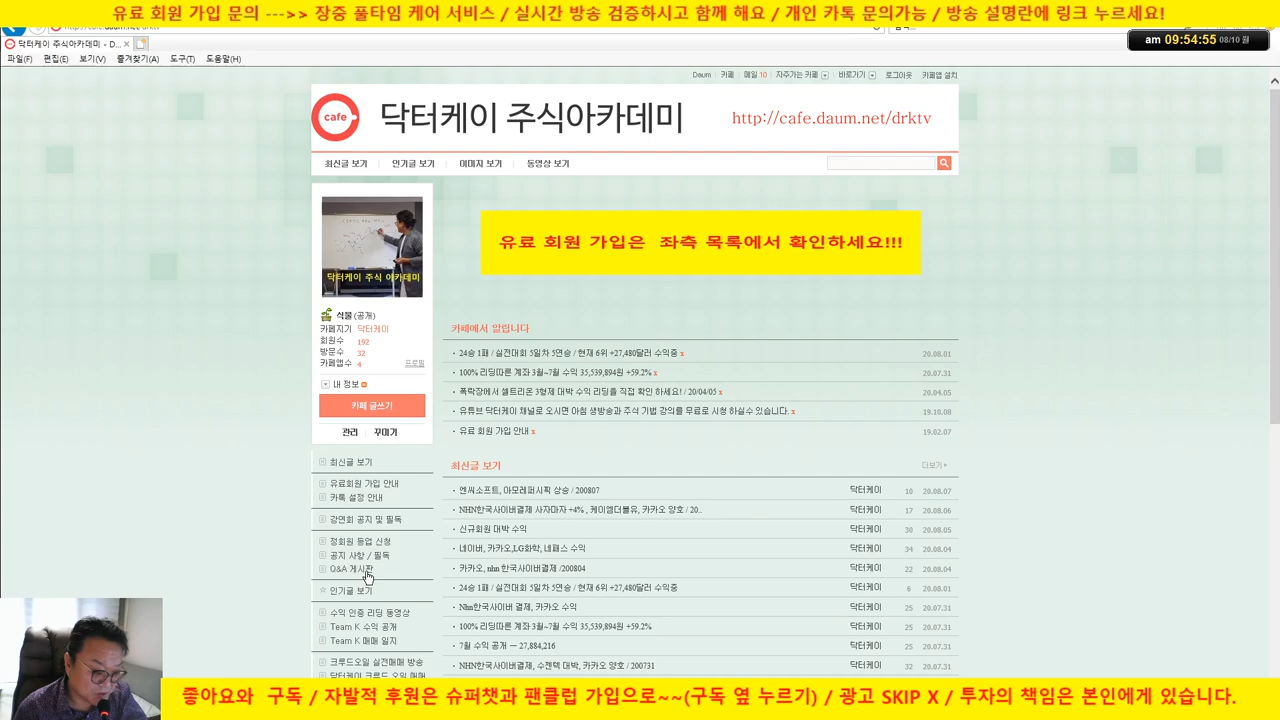 유료 회원 가입 문의 --->> 장중 풀타임 케어 서비스 / 실시간 방송 검증하시고 함께 해요 / 개인 카톡 문의가능 / 방송 설명란에 링크 누르세요!
am 09:54:55 08/10 월
닥터케이 주식아카데미 - D...
파일(F) 편집(E) 보기(V) 즐겨찾기(A) 도구(T) 도움말(H)
Daum 카페 메일 10 자주가는 카페 바로가기 로그아웃 카페앱 설치
cafe 닥터케이 주식아카데미 http://cafe.daum.net/drktv
최신글 보기 인기글 보기 이미지 보기 동영상 보기
닥터케이 주식 아카데미
유료 회원 가입은 좌측 목록에서 확인하세요!!!
식물 (공개)
카페지기 닥터케이
회원수 192
방문수 32
카페앱수 4 프로필
내 정보
카페 글쓰기
관리 꾸미기
최신글 보기
유료회원 가입 안내
카톡 설정 안내
강연회 공지 및 필독
정회원 등업 신청
공지 사항 / 필독
Q&A 게시판
인기글 보기
수익 인증 리딩 동영상
Team K 수익 공개
Team K 매매 일지
크루드오일 실전매매 방송
닥터케이 크루드 오일 매매
카페에서 알립니다
24승 1패 / 실전대회 5일차 5연승 / 현재 6위 +27,480달러 수익중 20.08.01
100% 리딩따른 계좌 3월~7월 수익 35,539,894원 +59.2% 20.07.31
폭락장에서 셀트리온 3형제 대박 수익 리딩을 직접 확인 하세요! / 20/04/05 20.04.05
유튜브 닥터케이 채널로 오시면 아침 생방송과 주식 기법 강의를 무료로 시청 하실수 있습니다. 19.10.08
유료 회원 가입 안내 19.02.07
최신글 보기 더보기
엔씨소프트, 아모레퍼시픽 상승 / 200807 닥터케이 10 20.08.07
NHN한국사이버결제 사자마자 +4% , 케이엠더블유, 카카오 양호 / 20.. 닥터케이 17 20.08.06
신규회원 대박 수익 닥터케이 30 20.08.05
네이버, 카카오,LG화학, 네패스 수익 닥터케이 34 20.08.04
카카오, nhn 한국사이버결제 /200804 닥터케이 22 20.08.04
24승 1패 / 실전대회 5일차 5연승 / 현재 6위 +27,480달러 수익중 닥터케이 6 20.08.01
Nhn한국사이버 결제, 카카오 수익 닥터케이 25 20.07.31
100% 리딩따른 계좌 3월~7월 수익 35,539,894원 +59.2% 닥터케이 25 20.07.31
7월 수익 공개 ㅡ 27,884,216 닥터케이 25 20.07.31
NHN한국사이버결제, 수젠텍 대박, 카카오 양호 / 200731 닥터케이 32 20.07.31
좋아요와 구독 / 자발적 후원은 슈퍼챗과 팬클럽 가입으로~~(구독 옆 누르기) / 광고 SKIP X / 투자의 책임은 본인에게 있습니다.